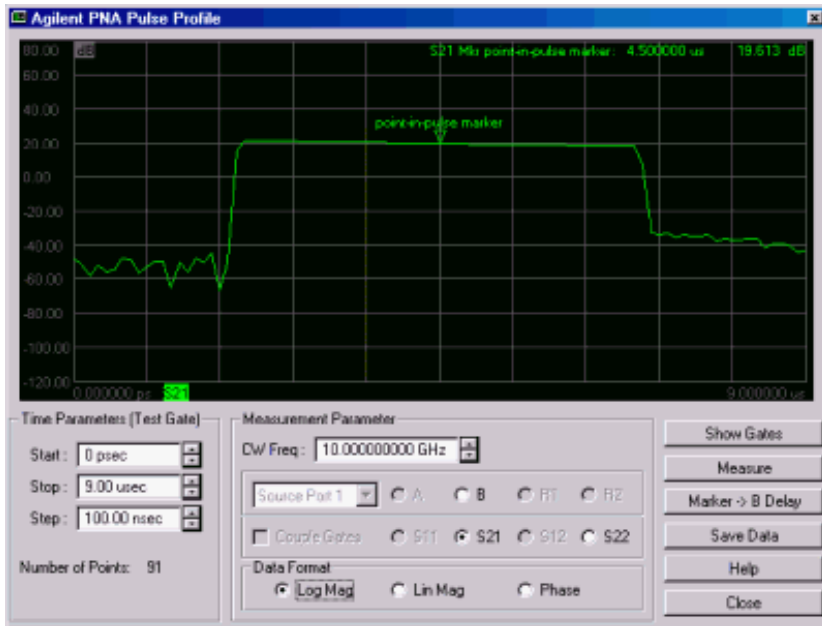 Agilent PNA Pulse Profile
80.00 dB S21 Mkr point-in-pulse marker: 4.500000 us 19.613 dB
60.00
40.00
point-in-pulse marker
20.00
0.00
-20.00
-40.00
-60.00
-80.00
-100.00
-120.00
0.000000 ps S21 9.000000 us
Time Parameters (Test Gate)
Start: 0 psec
Stop: 9.00 usec
Step: 100.00 nsec
Number of Points: 91
Measurement Parameter
CW Freq: 10.000000000 GHz
Source Port 1 A B R1 R2
Couple Gates S11 S21 S12 S22
Data Format
Log Mag Lin Mag Phase
Show Gates
Measure
Marker -> B Delay
Save Data
Help
Close